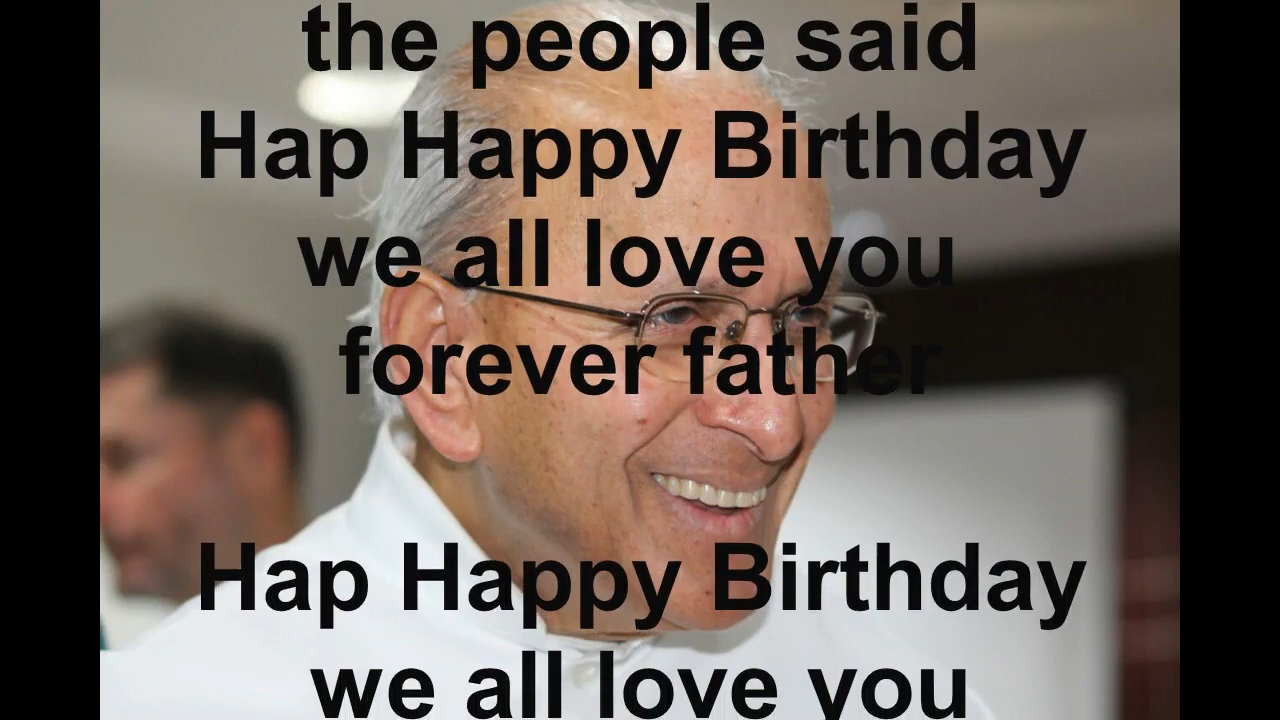 the people said
Hap Happy Birthday
we all love you
forever father
Hap Happy Birthday
we all love you